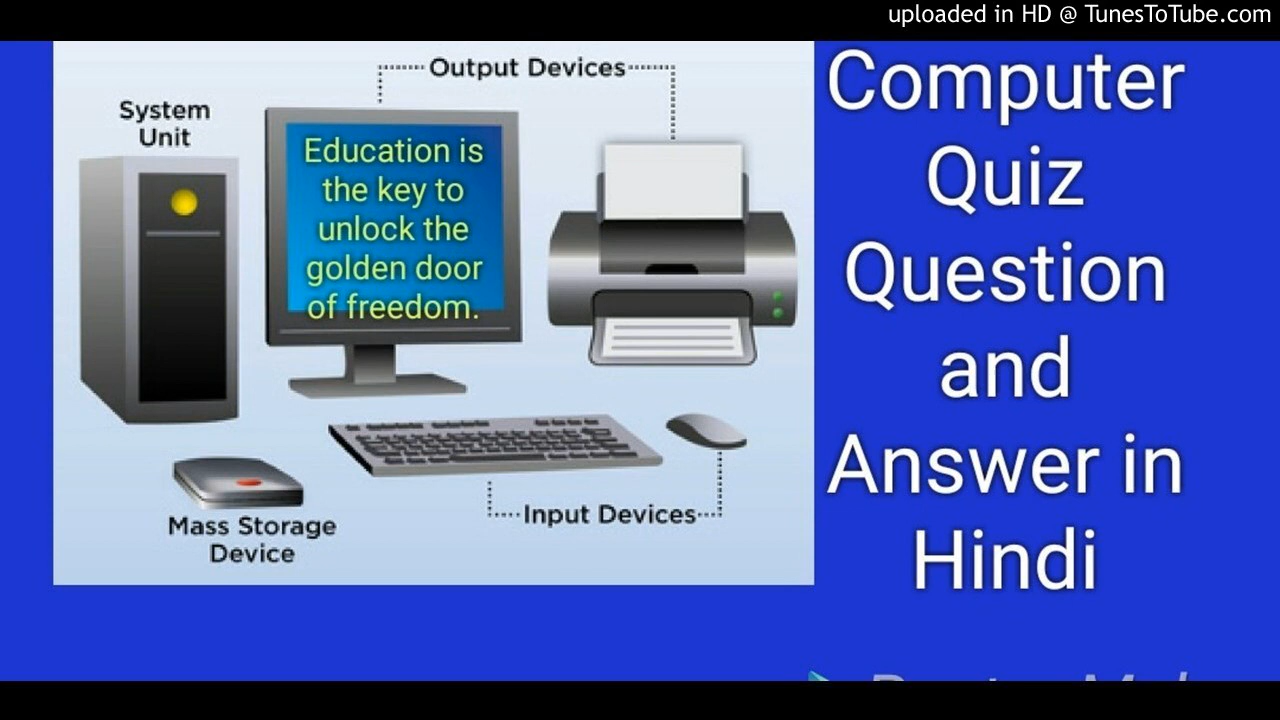 uploaded in HD @ TunesToTube.com
Output Devices
System
Unit
Education is
the key to
unlock the
golden door
of freedom.
Input Devices
Mass Storage
Device
Computer
Quiz
Question
and
Answer in
Hindi